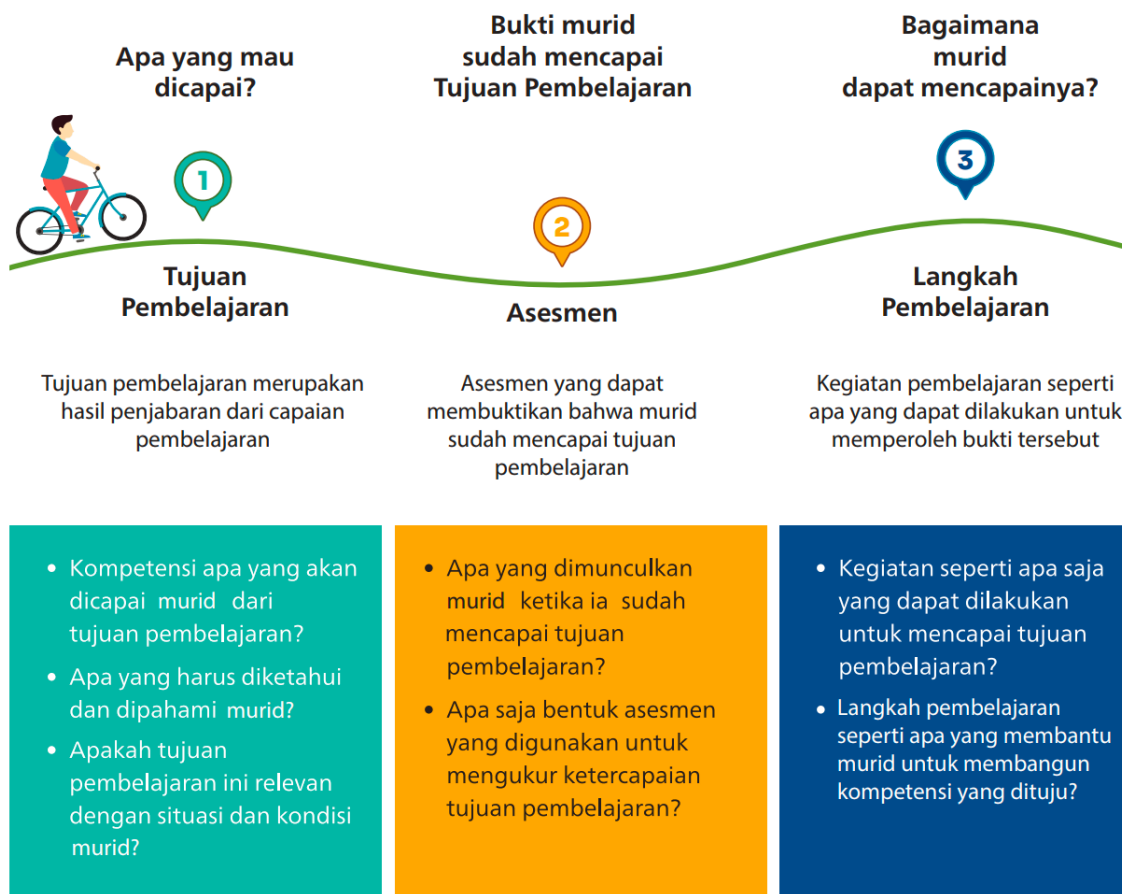 Apa yang mau
dicapai?
1
Tujuan
Pembelajaran
Tujuan pembelajaran merupakan
hasil penjabaran dari capaian
pembelajaran
• Kompetensi apa yang akan
dicapai murid dari
tujuan pembelajaran?
• Apa yang harus diketahui
dan dipahami murid?
• Apakah tujuan
pembelajaran ini relevan
dengan situasi dan kondisi
murid?
Bukti murid
sudah mencapai
Tujuan Pembelajaran
2
Asesmen
Asesmen yang dapat
membuktikan bahwa murid
sudah mencapai tujuan
pembelajaran
• Apa yang dimunculkan
murid ketika ia sudah
mencapai tujuan
pembelajaran?
• Apa saja bentuk asesmen
yang digunakan untuk
mengukur ketercapaian
tujuan pembelajaran?
Bagaimana
murid
dapat mencapainya?
3
Langkah
Pembelajaran
Kegiatan pembelajaran seperti
apa yang dapat dilakukan untuk
memperoleh bukti tersebut
• Kegiatan seperti apa saja
yang dapat dilakukan
untuk mencapai tujuan
pembelajaran?
• Langkah pembelajaran
seperti apa yang membantu
murid untuk membangun
kompetensi yang dituju?